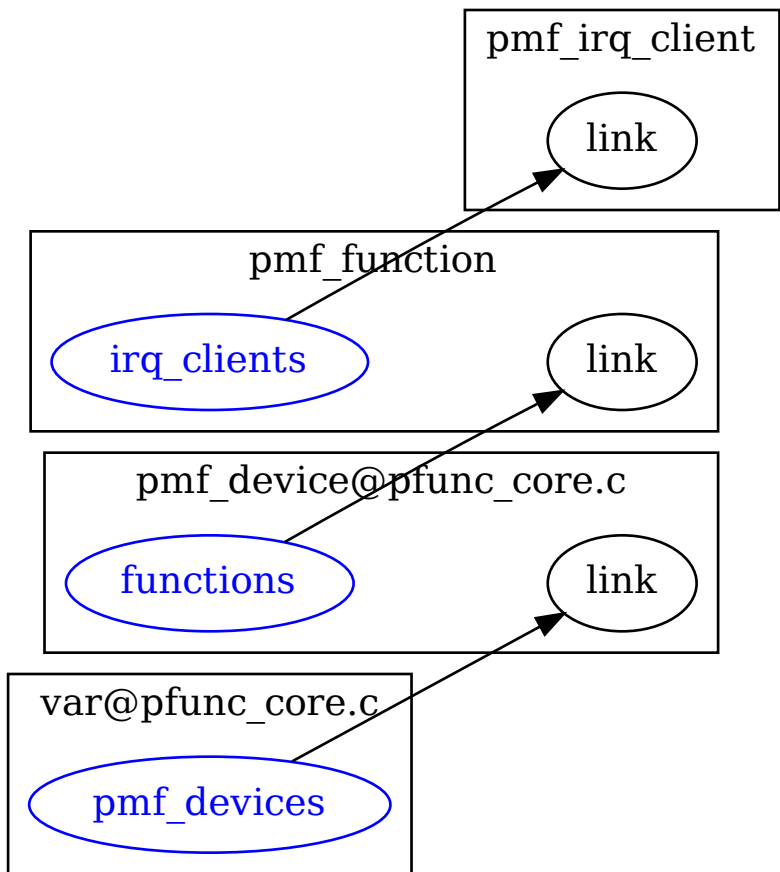 pmf_irq_client
link
pmf_function
irq_clients
link
pmf_device@pfunc_core.c
functions
link
var@pfunc_core.c
pmf_devices